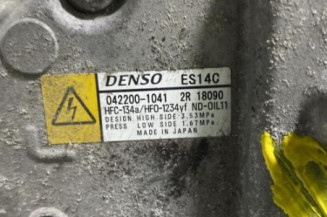 DENSO ES14C
042200-1041 2R 18090
HFC-134a/HFO-1234yf ND-OIL11
DESIGN HIGH SIDE 3.53MPa
PRESS. LOW SIDE 1.67MPa
MADE IN JAPAN